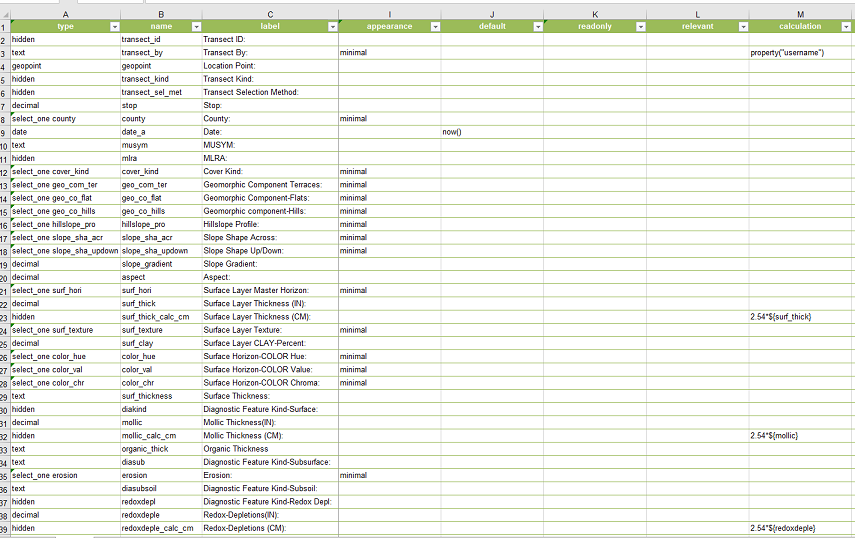 A B C I J K L M
1 type name label appearance default readonly relevant calculation
2 hidden transect_id Transect ID:
3 text transect_by Transect By: minimal property("username")
4 geopoint geopoint Location Point:
5 hidden transect_kind Transect Kind:
6 hidden transect_sel_met Transect Selection Method:
7 decimal stop Stop:
8 select_one county county County: minimal
9 date date_a Date: now()
10 text musym MUSYM:
11 hidden mlra MLRA:
12 select_one cover_kind cover_kind Cover Kind: minimal
13 select_one geo_com_ter geo_com_ter Geomorphic Component Terraces: minimal
14 select_one geo_co_flat geo_co_flat Geomorphic Component-Flats: minimal
15 select_one geo_co_hills geo_co_hills Geomorphic component-Hills: minimal
16 select_one hillslope_pro hillslope_pro Hillslope Profile: minimal
17 select_one slope_sha_acr slope_sha_acr Slope Shape Across: minimal
18 select_one slope_sha_updown slope_sha_updown Slope Shape Up/Down: minimal
19 decimal slope_gradient Slope Gradient:
20 decimal aspect Aspect:
21 select_one surf_hori surf_hori Surface Layer Master Horizon: minimal
22 decimal surf_thick Surface Layer Thickness (IN):
23 hidden surf_thick_calc_cm Surface Layer Thickness (CM): 2.54*${surf_thick}
24 select_one surf_texture surf_texture Surface Layer Texture: minimal
25 decimal surf_clay Surface Layer CLAY-Percent:
26 select_one color_hue color_hue Surface Horizon-COLOR Hue: minimal
27 select_one color_val color_val Surface Horizon-COLOR Value: minimal
28 select_one color_chr color_chr Surface Horizon-COLOR Chroma: minimal
29 text surf_thickness Surface Thickness:
30 hidden diakind Diagnostic Feature Kind-Surface:
31 decimal mollic Mollic Thickness(IN):
32 hidden mollic_calc_cm Mollic Thickness (CM): 2.54*${mollic}
33 text organic_thick Organic Thickness
34 text diasub Diagnostic Feature Kind-Subsurface:
35 select_one erosion erosion Erosion: minimal
36 text diasubsoil Diagnostic Feature Kind-Subsoil:
37 hidden redoxdepl Diagnostic Feature Kind-Redox Depl:
38 decimal redoxdeple Redox-Depletions(IN):
39 hidden redoxdeple_calc_cm Redox-Depletions (CM): 2.54*${redoxdeple}